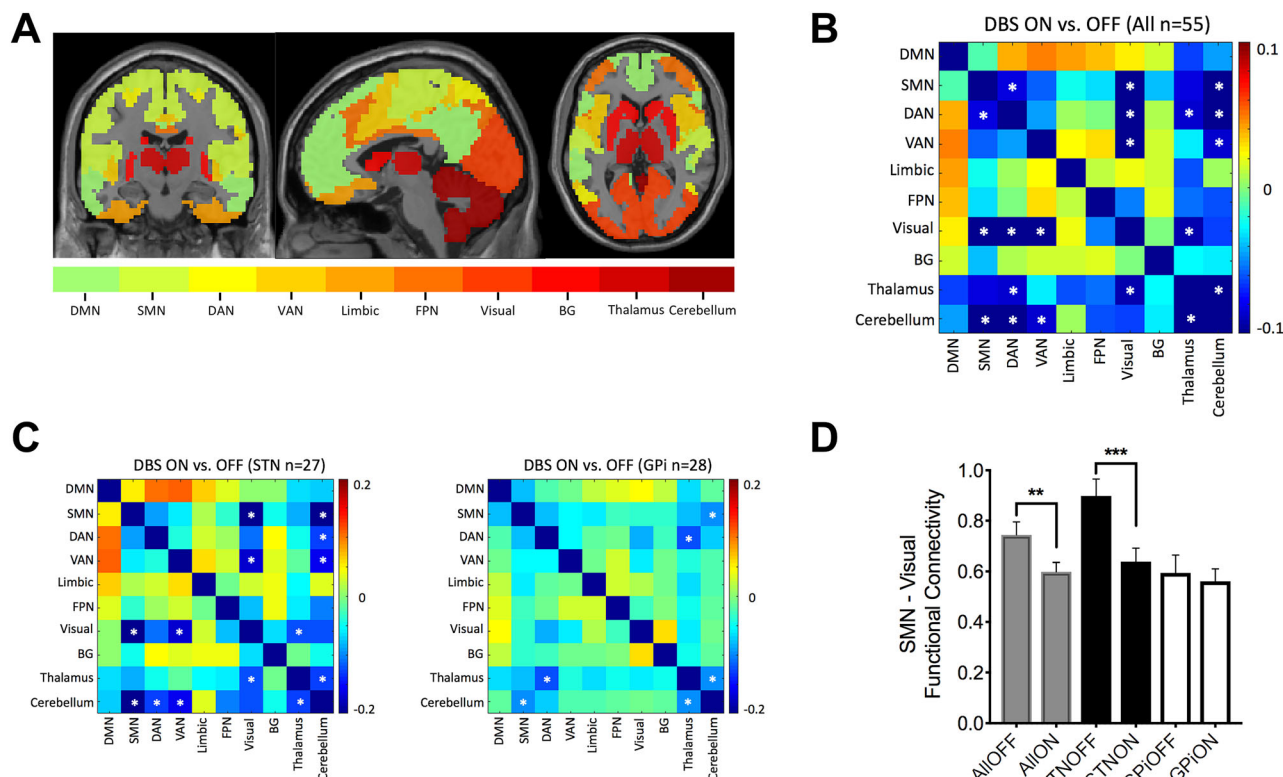 A
DMN SMN DAN VAN Limbic FPN Visual BG Thalamus Cerebellum
B
DBS ON vs. OFF (All n=55)
DMN
SMN
DAN
VAN
Limbic
FPN
Visual
BG
Thalamus
Cerebellum
* * *
* * * *
* *
* * * *
* * *
* * * *
DMN SMN DAN VAN Limbic FPN Visual BG Thalamus Cerebellum
0.1
0
-0.1
C
DBS ON vs. OFF (STN n=27)
DMN
SMN
DAN
VAN
Limbic
FPN
Visual
BG
Thalamus
Cerebellum
* *
*
* *
* * *
* *
* * * *
DMN SMN DAN VAN Limbic FPN Visual BG Thalamus Cerebellum
0.2
0
-0.2
DBS ON vs. OFF (GPi n=28)
DMN
SMN
DAN
VAN
Limbic
FPN
Visual
BG
Thalamus
Cerebellum
*
*
* *
* *
DMN SMN DAN VAN Limbic FPN Visual BG Thalamus Cerebellum
0.2
0
-0.2
D
SMN - Visual
Functional Connectivity
1.0
0.8
0.6
0.4
0.2
0.0
**
***
AllOFF AllON TNOFF STNON GPiOFF GPiON